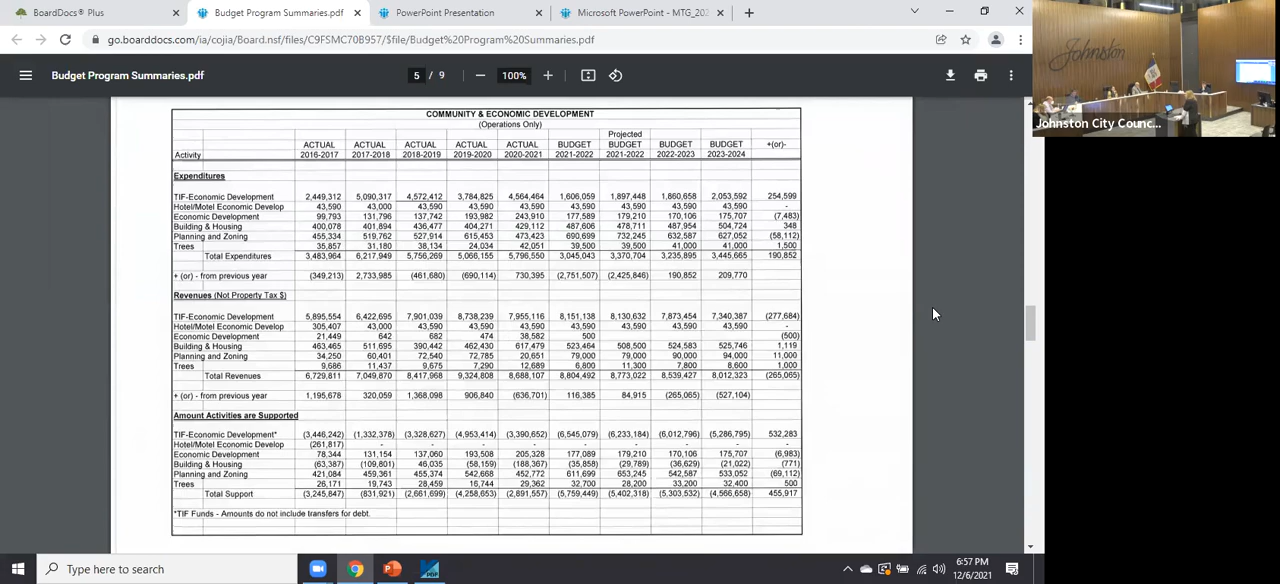 BoardDocs® Plus
Budget Program Summaries.pdf
PowerPoint Presentation
Microsoft PowerPoint - MTG_202
go.boarddocs.com/ia/cojia/Board.nsf/files/C9FSMC70B957/$file/Budget%20Program%20Summaries.pdf
Budget Program Summaries.pdf
5 / 9
100%
Johnston
Johnston City Counc...
COMMUNITY & ECONOMIC DEVELOPMENT
(Operations Only)
Projected
ACTUAL ACTUAL ACTUAL ACTUAL ACTUAL BUDGET BUDGET BUDGET BUDGET +(or)-
Activity 2016-2017 2017-2018 2018-2019 2019-2020 2020-2021 2021-2022 2021-2022 2022-2023 2023-2024
Expenditures
TIF-Economic Development 2,449,312 5,090,317 4,572,412 3,784,825 4,564,464 1,606,059 1,897,448 1,860,658 2,053,592 254,599
Hotel/Motel Economic Develop 43,590 43,000 43,590 43,590 43,590 43,590 43,590 43,590 43,590 -
Economic Development 99,793 131,796 137,742 193,982 243,910 177,589 179,210 170,106 175,707 (7,483)
Building & Housing 400,078 401,894 436,477 404,271 429,112 487,606 478,711 487,954 504,724 348
Planning and Zoning 455,334 519,762 527,914 615,453 473,423 690,699 732,245 632,587 627,052 (58,112)
Trees 35,857 31,180 38,134 24,034 42,051 39,500 39,500 41,000 41,000 1,500
Total Expenditures 3,483,964 6,217,949 5,756,269 5,066,155 5,796,550 3,045,043 3,370,704 3,235,895 3,445,665 190,852
+ (or) - from previous year (349,213) 2,733,985 (461,680) (690,114) 730,395 (2,751,507) (2,425,846) 190,852 209,770
Revenues (Not Property Tax $)
TIF-Economic Development 5,895,554 6,422,695 7,901,039 8,738,239 7,955,116 8,151,138 8,130,632 7,873,454 7,340,387 (277,684)
Hotel/Motel Economic Develop 305,407 43,000 43,590 43,590 43,590 43,590 43,590 43,590 43,590 -
Economic Development 21,449 642 682 474 38,582 500 (500)
Building & Housing 463,465 511,695 390,442 462,430 617,479 523,464 508,500 524,583 525,746 1,119
Planning and Zoning 34,250 60,401 72,540 72,785 20,651 79,000 79,000 90,000 94,000 11,000
Trees 9,686 11,437 9,675 7,290 12,689 6,800 11,300 7,800 8,600 1,000
Total Revenues 6,729,811 7,049,870 8,417,968 9,324,808 8,688,107 8,804,492 8,773,022 8,539,427 8,012,323 (265,065)
+ (or) - from previous year 1,195,678 320,059 1,368,098 906,840 (636,701) 116,385 84,915 (265,065) (527,104)
Amount Activities are Supported
TIF-Economic Development* (3,446,242) (1,332,378) (3,328,627) (4,953,414) (3,390,652) (6,545,079) (6,233,184) (6,012,796) (5,286,795) 532,283
Hotel/Motel Economic Develop (261,817) - - - - - - - - -
Economic Development 78,344 131,154 137,060 193,508 205,328 177,089 179,210 170,106 175,707 (6,983)
Building & Housing (63,387) (109,801) 46,035 (58,159) (188,367) (35,858) (29,789) (36,629) (21,022) (771)
Planning and Zoning 421,084 459,361 455,374 542,668 452,772 611,699 653,245 542,587 533,052 (69,112)
Trees 26,171 19,743 28,459 16,744 29,362 32,700 28,200 33,200 32,400 500
Total Support (3,245,847) (831,921) (2,661,699) (4,258,653) (2,891,557) (5,759,449) (5,402,318) (5,303,532) (4,566,658) 455,917
*TIF Funds - Amounts do not include transfers for debt.
Type here to search
6:57 PM
12/6/2021